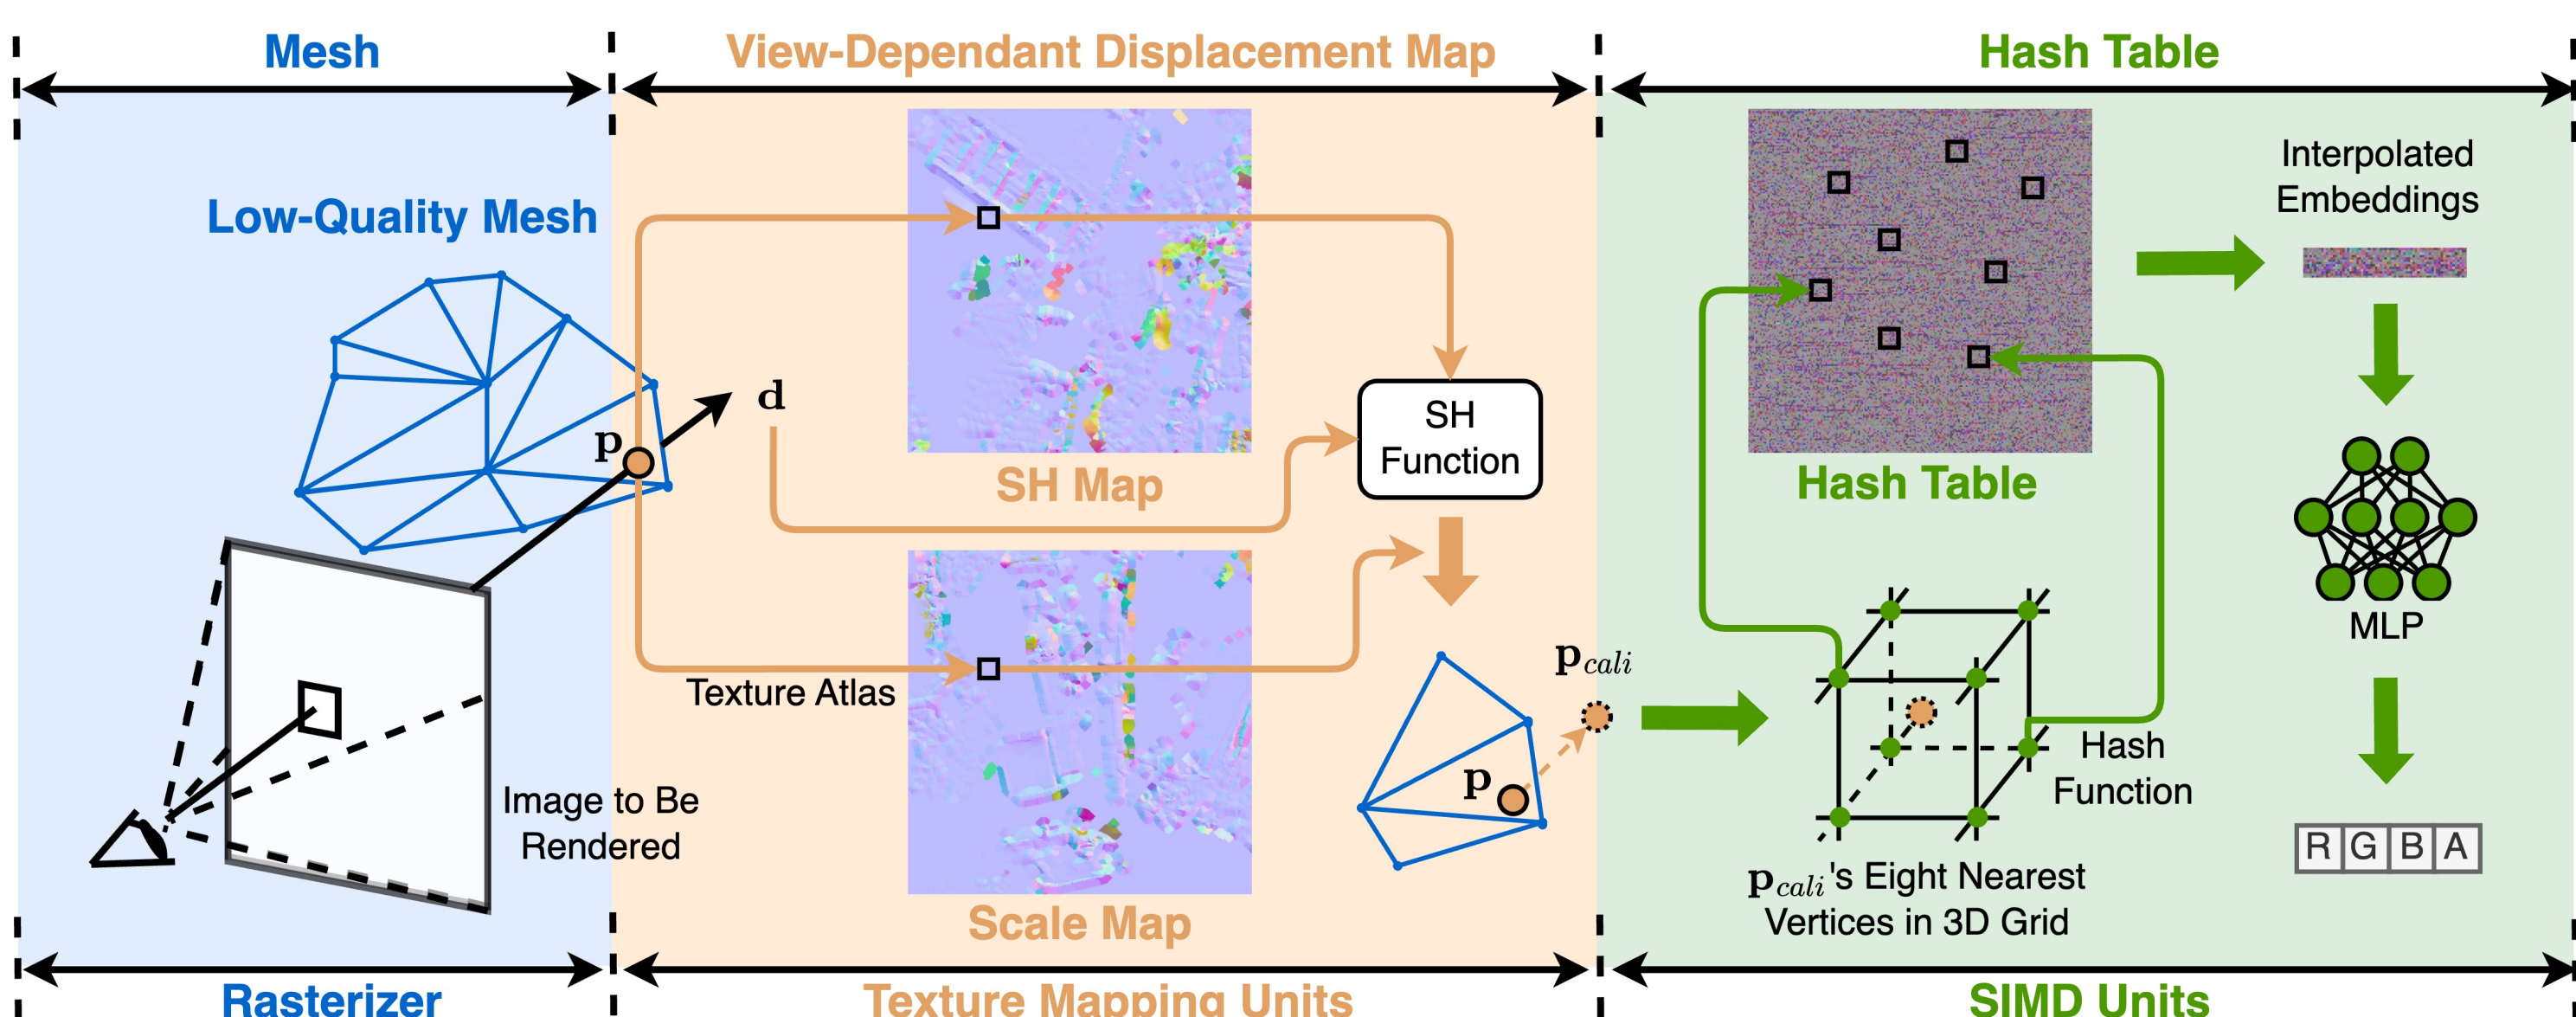 Mesh
View-Dependant Displacement Map
Hash Table
Low-Quality Mesh
p
d
Image to Be
Rendered
SH Map
Texture Atlas
Scale Map
SH
Function
p
p_cali
Hash Table
Interpolated
Embeddings
MLP
R G B A
Hash
Function
p_cali's Eight Nearest
Vertices in 3D Grid
Rasterizer
Texture Mapping Units
SIMD Units